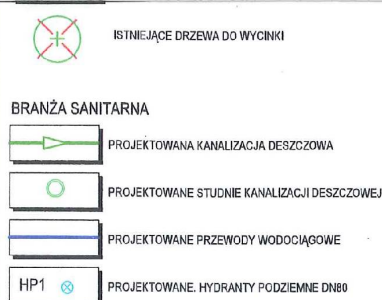 ISTNIEJĄCE DRZEWA DO WYCINKI
BRANŻA SANITARNA
PROJEKTOWANA KANALIZACJA DESZCZOWA
PROJEKTOWANE STUDNIE KANALIZACJI DESZCZOWEJ
PROJEKTOWANE PRZEWODY WODOCIĄGOWE
HP1 PROJEKTOWANE. HYDRANTY PODZIEMNE DN80